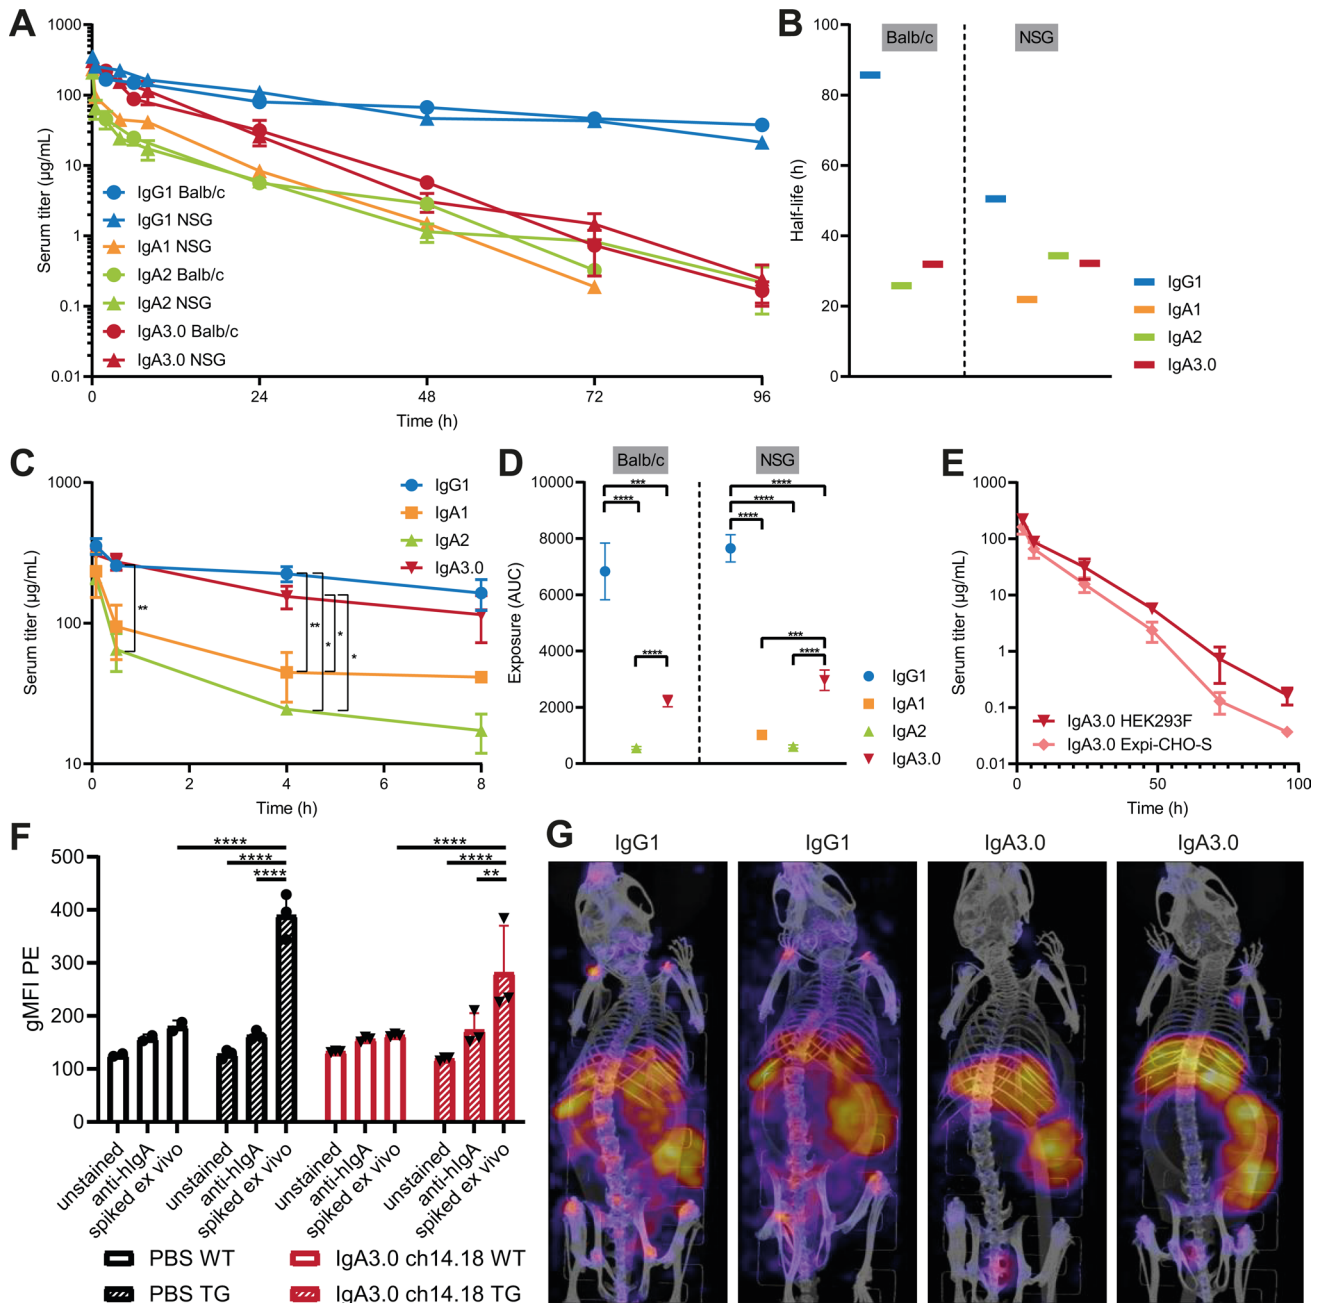 A
1000
100
10
1
0.1
0.01
Serum titer (µg/mL)
IgG1 Balb/c
IgG1 NSG
IgA1 NSG
IgA2 Balb/c
IgA2 NSG
IgA3.0 Balb/c
IgA3.0 NSG
0 24 48 72 96
Time (h)
B
100
80
60
40
20
0
Half-life (h)
Balb/c NSG
IgG1
IgA1
IgA2
IgA3.0
C
1000
100
10
Serum titer (µg/mL)
IgG1
IgA1
IgA2
IgA3.0
**
**
*
*
*
0 2 4 6 8
Time (h)
D
Balb/c NSG
10000
8000
6000
4000
2000
0
Exposure (AUC)
***
****
****
****
****
****
***
****
IgG1
IgA1
IgA2
IgA3.0
E
1000
100
10
1
0.1
0.01
Serum titer (µg/mL)
IgA3.0 HEK293F
IgA3.0 Expi-CHO-S
0 50 100
Time (h)
F
500
400
300
200
100
0
gMFI PE
**** ****
**** ****
**** **
unstained
anti-hIgA
spiked ex vivo
unstained
anti-hIgA
spiked ex vivo
unstained
anti-hIgA
spiked ex vivo
unstained
anti-hIgA
spiked ex vivo
PBS WT IgA3.0 ch14.18 WT
PBS TG IgA3.0 ch14.18 TG
G
IgG1 IgG1 IgA3.0 IgA3.0